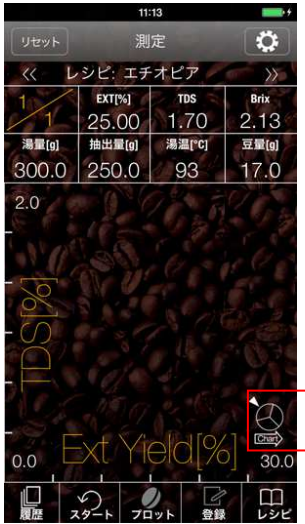 11:13
リセット 測定
<< レシピ: エチオピア >>
1/1 EXT[%] TDS Brix
25.00 1.70 2.13
湯量[g] 抽出量[g] 湯温[°C] 豆量[g]
300.0 250.0 93 17.0
2.0
TDS[%]
Chart
0.0 Ext Yield[%] 30.0
履歴 スタート プロット 登録 レシピ